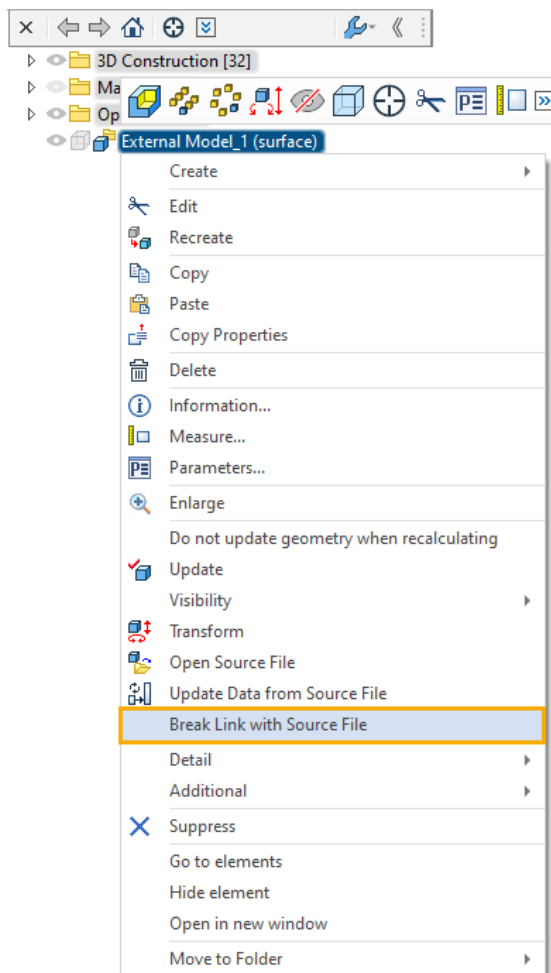 3D Construction [32]
Ma
Op
External Model_1 (surface)
Create
Edit
Recreate
Copy
Paste
Copy Properties
Delete
Information...
Measure...
Parameters...
Enlarge
Do not update geometry when recalculating
Update
Visibility
Transform
Open Source File
Update Data from Source File
Break Link with Source File
Detail
Additional
Suppress
Go to elements
Hide element
Open in new window
Move to Folder